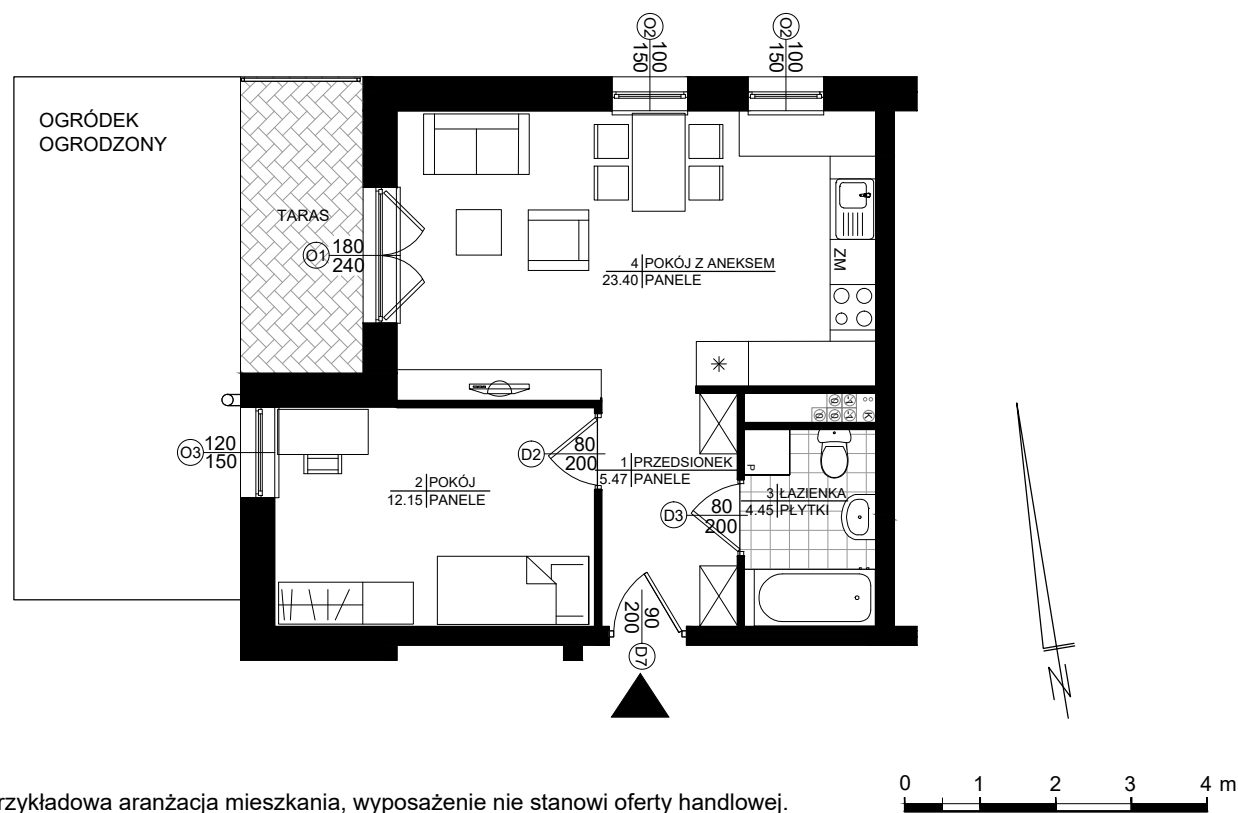 O2 100
150
O2 100
150
OGRÓDEK
OGRODZONY
TARAS
O1 180
240
4 POKÓJ Z ANEKSEM
23.40 PANELE
ZM
O3 120
150
D2 80
200
1 PRZEDSIONEK
5.47 PANELE
2 POKÓJ
12.15 PANELE
P
K
3 ŁAZIENKA
4.45 PŁYTKI
D3 80
200
90
200
D7
N
rzykładowa aranżacja mieszkania, wyposażenie nie stanowi oferty handlowej.
0 1 2 3 4 m